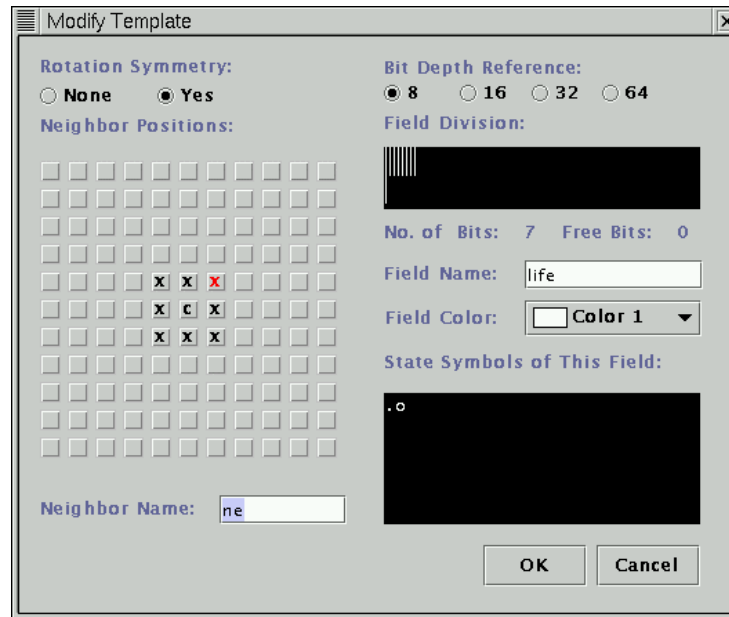 Modify Template
Rotation Symmetry:
None Yes
Neighbor Positions:
x x x
x c x
x x x
Neighbor Name: ne
Bit Depth Reference:
8 16 32 64
Field Division:
No. of Bits: 7 Free Bits: 0
Field Name: life
Field Color: Color 1
State Symbols of This Field:
.o
OK Cancel